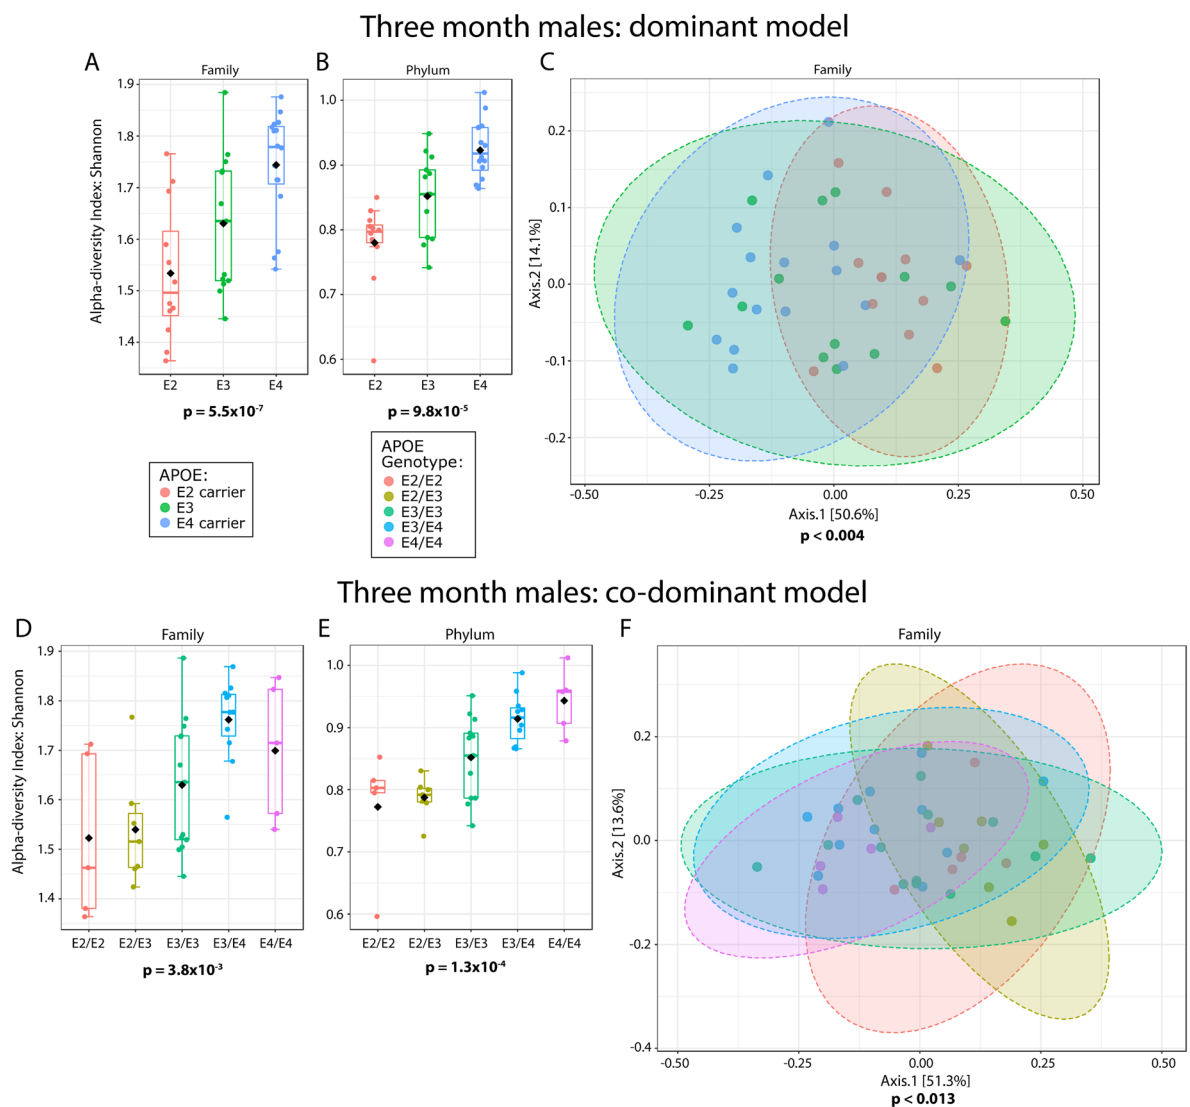 Three month males: dominant model
A
Family
Alpha-diversity Index: Shannon
1.9
1.8
1.7
1.6
1.5
1.4
E2 E3 E4
p = 5.5x10-7
B
Phylum
1.0
0.9
0.8
0.7
0.6
E2 E3 E4
p = 9.8x10-5
C
Family
Axis.2 [14.1%]
0.2
0.1
0.0
-0.1
-0.2
-0.50 -0.25 0.00 0.25 0.50
Axis.1 [50.6%]
p < 0.004
APOE:
E2 carrier
E3
E4 carrier
APOE
Genotype:
E2/E2
E2/E3
E3/E3
E3/E4
E4/E4
Three month males: co-dominant model
D
Family
Alpha-diversity Index: Shannon
1.9
1.8
1.7
1.6
1.5
1.4
E2/E2 E2/E3 E3/E3 E3/E4 E4/E4
p = 3.8x10-3
E
Phylum
1.0
0.9
0.8
0.7
0.6
E2/E2 E2/E3 E3/E3 E3/E4 E4/E4
p = 1.3x10-4
F
Family
Axis.2 [13.6%]
0.2
0.0
-0.2
-0.4
-0.50 -0.25 0.00 0.25 0.50
Axis.1 [51.3%]
p < 0.013